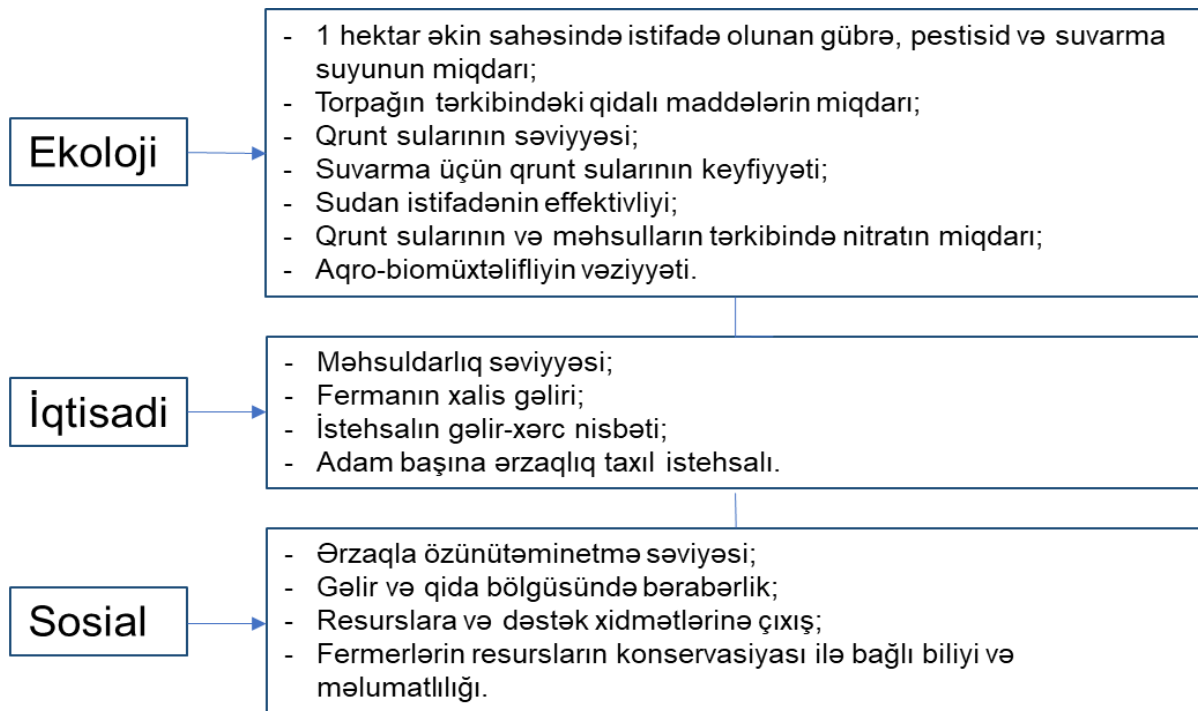 Ekoloji
- 1 hektar əkin sahəsində istifadə olunan gübrə, pestisid və suvarma
suyunun miqdarı;
- Torpağın tərkibindəki qidalı maddələrin miqdarı;
- Qrunt sularının səviyyəsi;
- Suvarma üçün qrunt sularının keyfiyyəti;
- Sudan istifadənin effektivliyi;
- Qrunt sularının və məhsulların tərkibində nitratın miqdarı;
- Aqro-biomüxtəlifliyin vəziyyəti.
İqtisadi
- Məhsuldarlıq səviyyəsi;
- Fermanın xalis gəliri;
- İstehsalın gəlir-xərc nisbəti;
- Adam başına ərzaqlıq taxıl istehsalı.
Sosial
- Ərzaqla özünütəminetmə səviyəsi;
- Gəlir və qida bölgüsündə bərabərlik;
- Resurslara və dəstək xidmətlərinə çıxış;
- Fermerlərin resursların konservasiyası ilə bağlı biliyi və
məlumatlılığı.